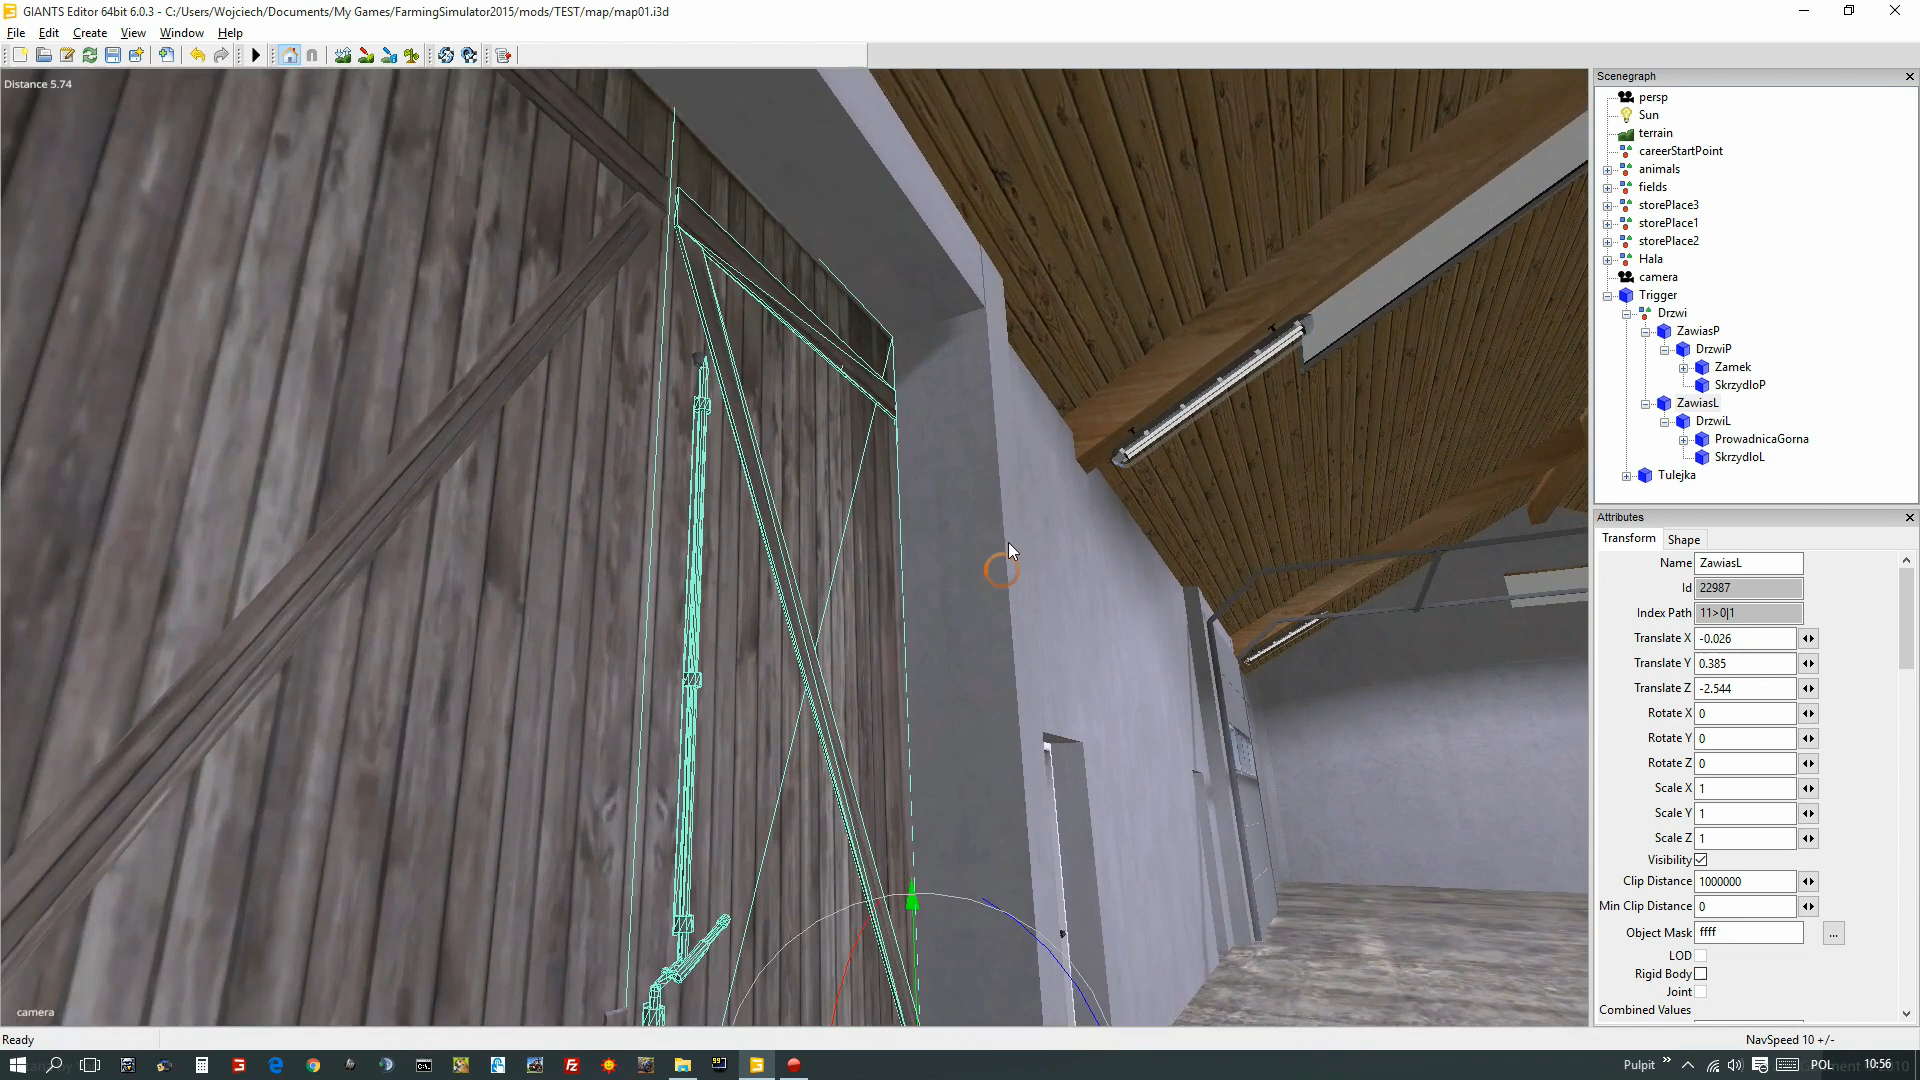 GIANTS Editor 64bit 6.0.3 - C:/Users/Wojciech/Documents/My Games/FarmingSimulator2015/mods/TEST/map/map01.i3d
File Edit Create View Window Help
Distance 5.74
Scenegraph
persp
Sun
terrain
careerStartPoint
animals
fields
storePlace3
storePlace1
storePlace2
Hala
camera
Trigger
Drzwi
ZawiasP
DrzwiP
Zamek
SkrzydloP
ZawiasL
DrzwiL
ProwadnicaGorna
SkrzydloL
Tulejka
Attributes
Transform Shape
Name ZawiasL
Id 22987
Index Path 11>0|1
Translate X -0.026
Translate Y 0.385
Translate Z -2.544
Rotate X 0
Rotate Y 0
Rotate Z 0
Scale X 1
Scale Y 1
Scale Z 1
Visibility
Clip Distance 1000000
Min Clip Distance 0
Object Mask ffff ...
LOD
Rigid Body
Joint
Combined Values
camera
Ready
NavSpeed 10 +/-
Pulpit POL 10:56